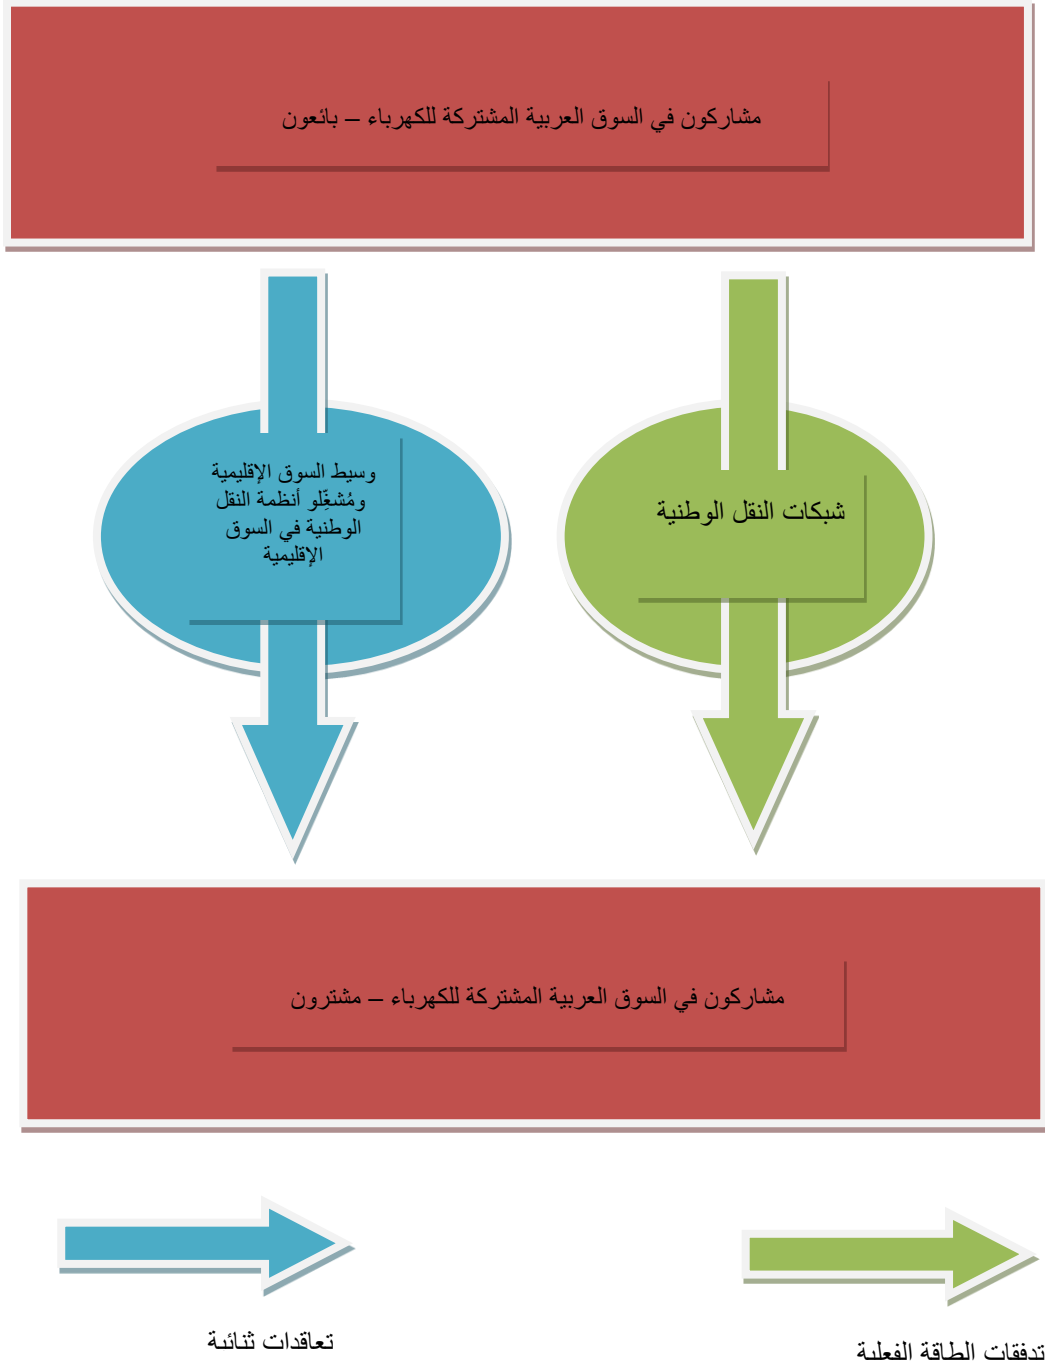 مشاركون في السوق العربية المشتركة للكهرباء – بائعون
شبكات النقل الوطنية
وسيط السوق الإقليمية
ومُشغِّلو أنظمة النقل
الوطنية في السوق
الإقليمية
مشاركون في السوق العربية المشتركة للكهرباء – مشترون
تدفقات الطاقة الفعلية
تعاقدات ثنائية